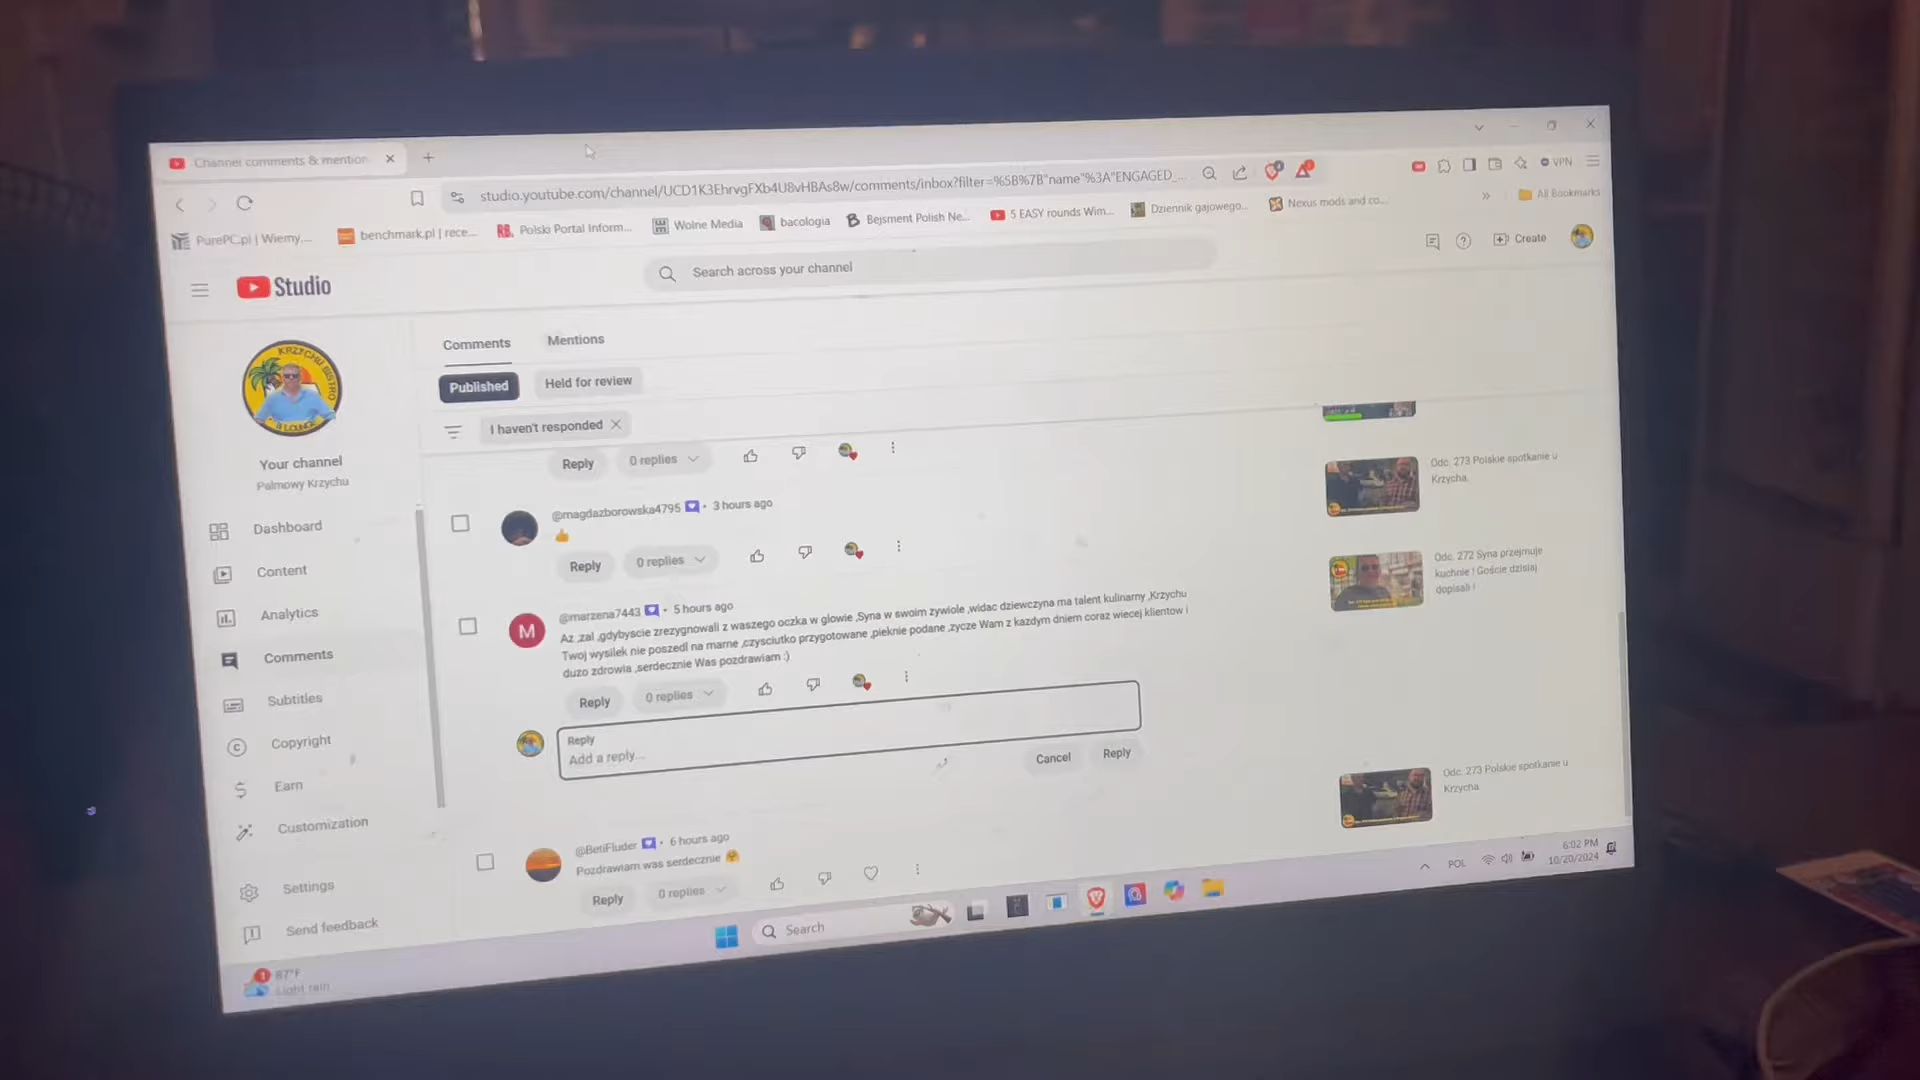 Channel comments & mention
studio.youtube.com/channel/UCD1K3EhrvgFXb4U8vHBAs8w/comments/inbox?filter=%5B%7B"name"%3A"ENGAGED_...
VPN
PurePC.pl | Wiemy,...
benchmark.pl | rece...
Polski Portal Inform...
Wolne Media
bacologia
Bejsment Polish Ne...
5 EASY rounds Wim...
Dziennik gajowego...
Nexus mods and co...
All Bookmarks
Studio
Search across your channel
Create
KRZYCHU BISTRO
& LOUNGE
Your channel
Palmowy Krzychu
Dashboard
Content
Analytics
Comments
Subtitles
Copyright
Earn
Customization
Settings
Send feedback
Comments
Mentions
Published
Held for review
I haven't responded
Reply
0 replies
Odc. 273 Polskie spotkanie u
Krzycha.
@magdazborowska4795 • 3 hours ago
Reply
0 replies
Odc. 272 Syna przejmuje
kuchnie ! Goście dzisiaj
dopisali !
M
@marzena7443 • 5 hours ago
Az ,zal ,gdybyscie zrezygnowali z waszego oczka w glowie ,Syna w swoim zywiole ,widac dziewczyna ma talent kulinarny ,Krzychu
Twoj wysilek nie poszedl na marne ,czysciutko przygotowane ,pieknie podane ,zycze Wam z kazdym dniem coraz wiecej klientow i
duzo zdrowia ,serdecznie Was pozdrawiam :)
Reply
0 replies
Reply
Add a reply...
Cancel
Reply
Odc. 273 Polskie spotkanie u
Krzycha.
@BetiFluder • 6 hours ago
Pozdrawiam was serdecznie
Reply
0 replies
87°F
Light rain
Search
POL
6:02 PM
10/20/2024